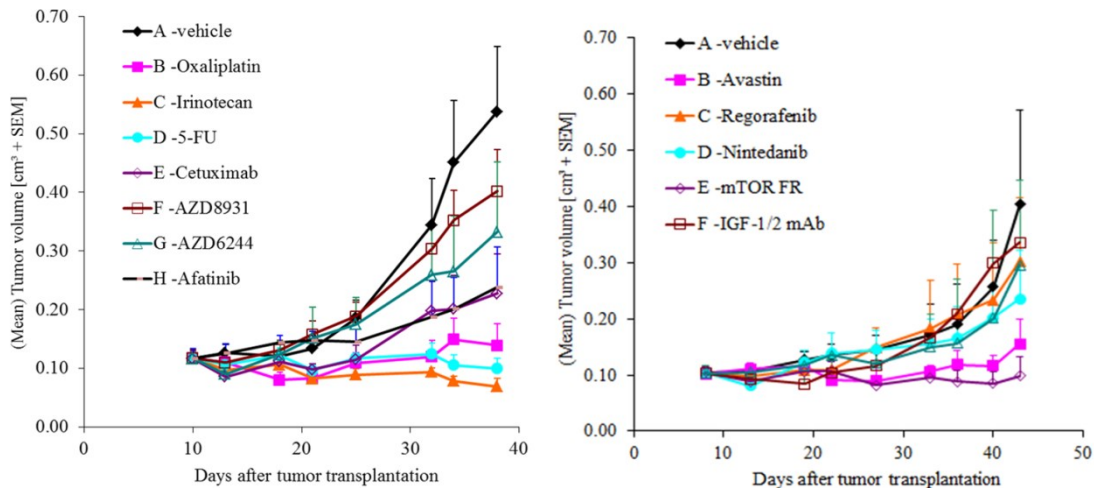 0.70
0.60
0.50
0.40
0.30
0.20
0.10
0.00
(Mean) Tumor volume [cm³ + SEM]
A -vehicle
B -Oxaliplatin
C -Irinotecan
D -5-FU
E -Cetuximab
F -AZD8931
G -AZD6244
H -Afatinib
0
10
20
30
40
Days after tumor transplantation
0.70
0.60
0.50
0.40
0.30
0.20
0.10
0.00
(Mean) Tumor volume [cm³ + SEM]
A -vehicle
B -Avastin
C -Regorafenib
D -Nintedanib
E -mTOR FR
F -IGF-1/2 mAb
0
10
20
30
40
50
Days after tumor transplantation